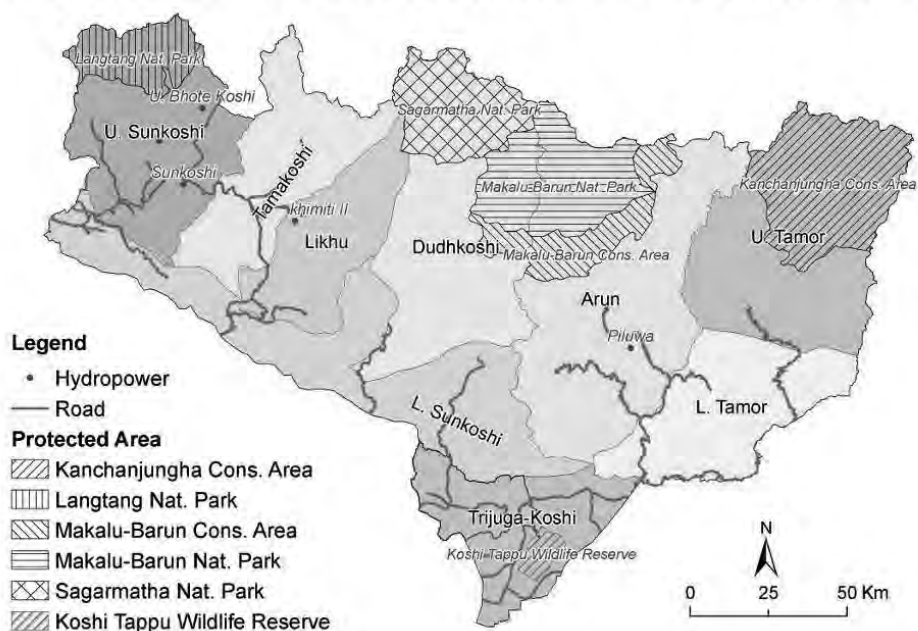 Langtang Nat. Park
U. Bhote Koshi
Sagarmatha Nat. Park
U. Sunkoshi
Sunkoshi
Tamakoshi
Makalu-Barun Nat. Park
Kanchanjungha Cons. Area
khimiti II
Likhu
Dudhkoshi
Makalu-Barun Cons. Area
U. Tamor
Arun
Piluwa
L. Sunkoshi
L. Tamor
Trijuga-Koshi
Koshi Tappu Wildlife Reserve
Legend
Hydropower
Road
Protected Area
Kanchanjungha Cons. Area
Langtang Nat. Park
Makalu-Barun Cons. Area
Makalu-Barun Nat. Park
Sagarmatha Nat. Park
Koshi Tappu Wildlife Reserve
N
0 25 50 Km